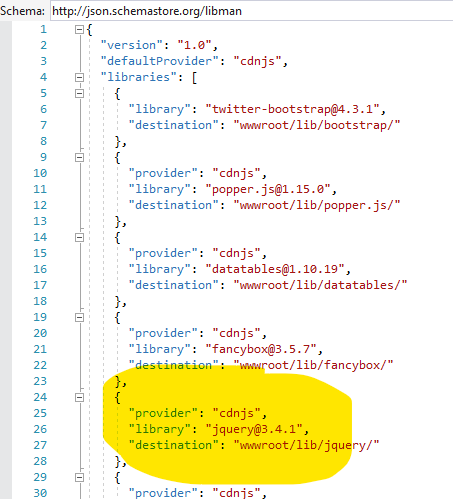 Schema: http://json.schemastore.org/libman
1 {
2 "version": "1.0",
3 "defaultProvider": "cdnjs",
4 "libraries": [
5 {
6 "library": "twitter-bootstrap@4.3.1",
7 "destination": "wwwroot/lib/bootstrap/"
8 },
9 {
10 "provider": "cdnjs",
11 "library": "popper.js@1.15.0",
12 "destination": "wwwroot/lib/popper.js/"
13 },
14 {
15 "provider": "cdnjs",
16 "library": "datatables@1.10.19",
17 "destination": "wwwroot/lib/datatables/"
18 },
19 {
20 "provider": "cdnjs",
21 "library": "fancybox@3.5.7",
22 "destination": "wwwroot/lib/fancybox/"
23 },
24 {
25 "provider": "cdnjs",
26 "library": "jquery@3.4.1",
27 "destination": "wwwroot/lib/jquery/"
28 },
29 {
30 "provider": "cdnjs",